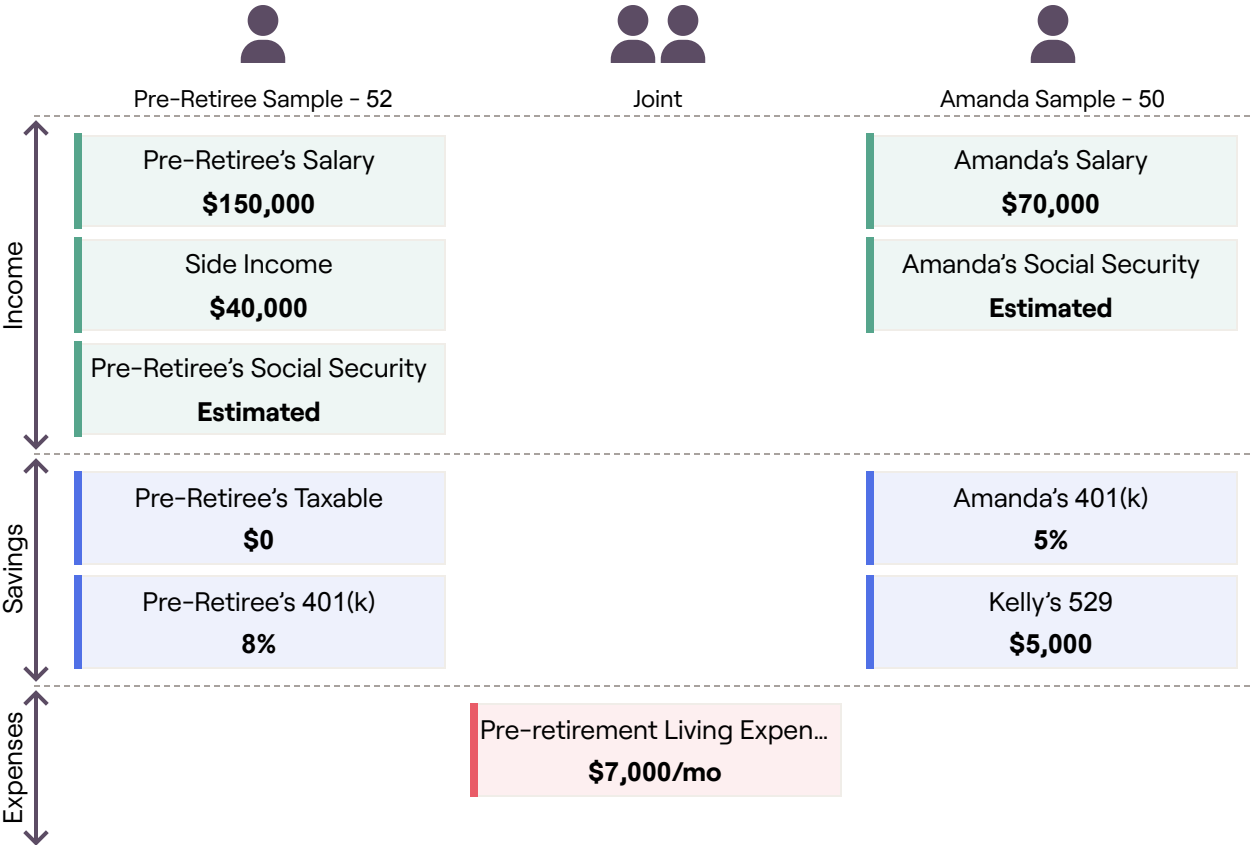 Pre-Retiree Sample - 52
Joint
Amanda Sample - 50
Income
Pre-Retiree’s Salary
$150,000
Side Income
$40,000
Pre-Retiree’s Social Security
Estimated
Amanda’s Salary
$70,000
Amanda’s Social Security
Estimated
Savings
Pre-Retiree’s Taxable
$0
Pre-Retiree’s 401(k)
8%
Amanda’s 401(k)
5%
Kelly’s 529
$5,000
Expenses
Pre-retirement Living Expen...
$7,000/mo